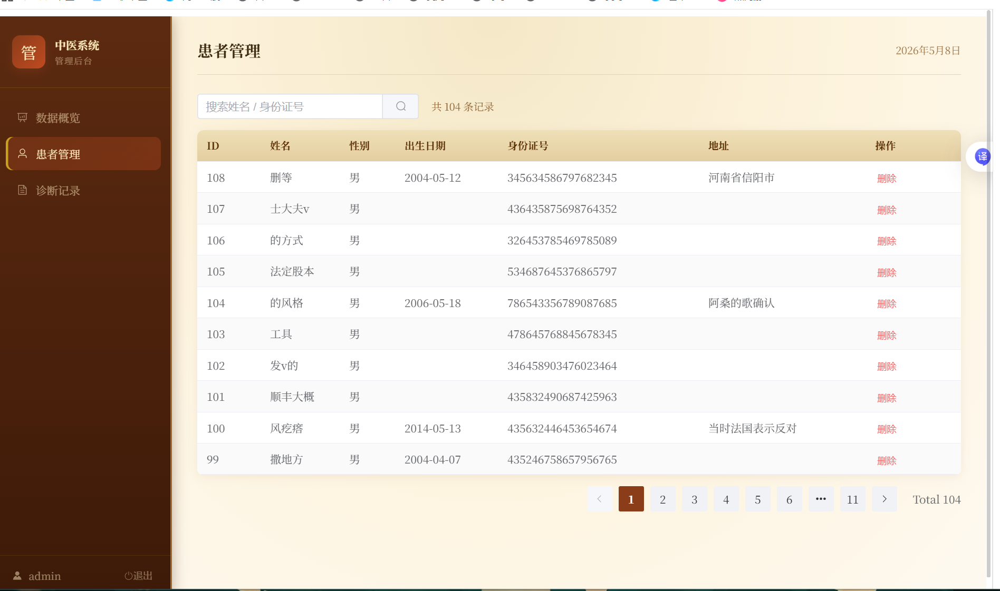 管
中医系统
管理后台
数据概览
患者管理
诊断记录
admin
退出
患者管理
2026年5月8日
搜索姓名 / 身份证号
共 104 条记录
ID 姓名 性别 出生日期 身份证号 地址 操作
108 删等 男 2004-05-12 345634586797682345 河南省信阳市 删除
107 士大夫v 男 436435875698764352 删除
106 的方式 男 326453785469785089 删除
105 法定股本 男 534687645376865797 删除
104 的风格 男 2006-05-18 786543356789087685 阿桑的歌确认 删除
103 工具 男 478645768845678345 删除
102 发v的 男 346458903476023464 删除
101 顺丰大概 男 435832490687425963 删除
100 风疙瘩 男 2014-05-13 435632446453654674 当时法国表示反对 删除
99 撒地方 男 2004-04-07 435246758657956765 删除
1 2 3 4 5 6 ••• 11 Total 104
译